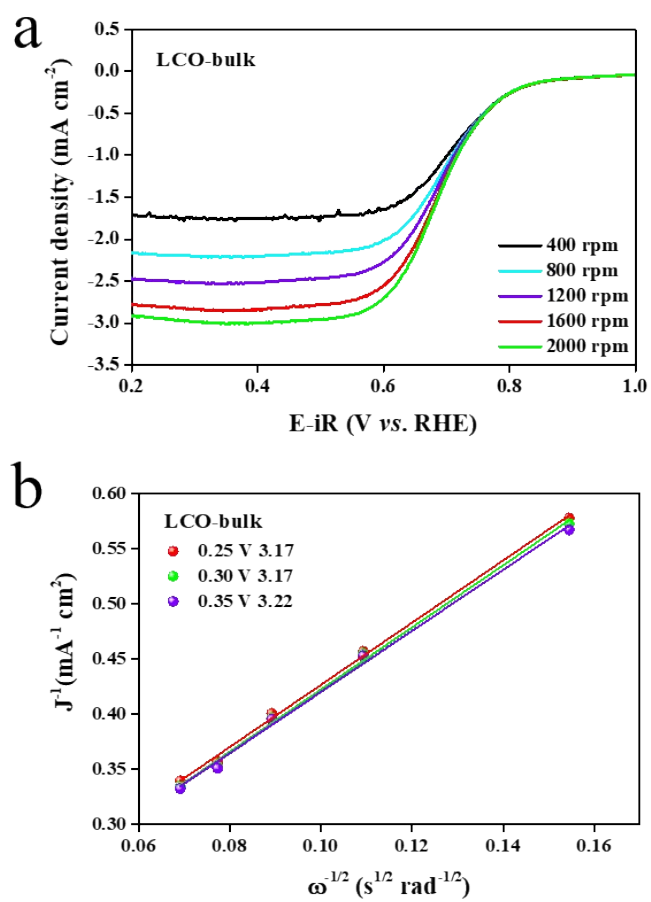 a
LCO-bulk
Current density (mA cm-2)
0.0
-0.5
-1.0
-1.5
-2.0
-2.5
-3.0
-3.5
400 rpm
800 rpm
1200 rpm
1600 rpm
2000 rpm
0.2 0.4 0.6 0.8 1.0
E-iR (V vs. RHE)
b
LCO-bulk
0.25 V 3.17
0.30 V 3.17
0.35 V 3.22
J-1(mA-1 cm2)
0.60
0.55
0.50
0.45
0.40
0.35
0.30
0.06 0.08 0.10 0.12 0.14 0.16
ω-1/2 (s1/2 rad-1/2)